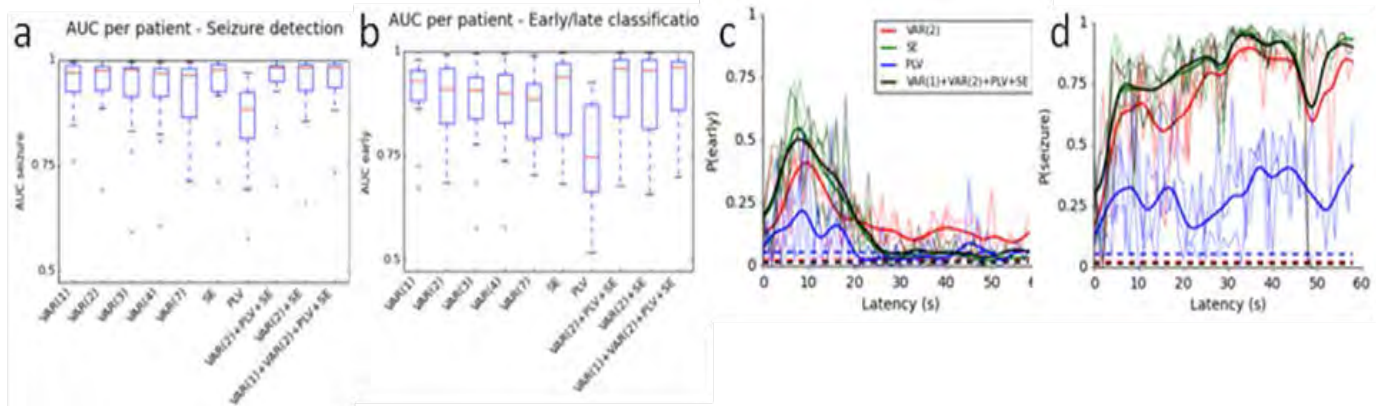 a
AUC per patient - Seizure detection
1
0.75
0.5
AUC seizure
VAR(1)
VAR(2)
VAR(3)
VAR(4)
VAR(7)
SE
PLV
VAR(2)+PLV+SE
VAR(2)+SE
VAR(1)+VAR(2)+PLV+SE
b
AUC per patient - Early/late classificatio
1
0.75
0.5
AUC early
VAR(1)
VAR(2)
VAR(3)
VAR(4)
VAR(7)
SE
PLV
VAR(2)+PLV+SE
VAR(2)+SE
VAR(1)+VAR(2)+PLV+SE
c
VAR(2)
SE
PLV
VAR(1)+VAR(2)+PLV+SE
1
0.75
0.5
0.25
0
P(early)
0 10 20 30 40 50
Latency (s)
d
1
0.75
0.5
0.25
0
P(seizure)
0 10 20 30 40 50 60
Latency (s)